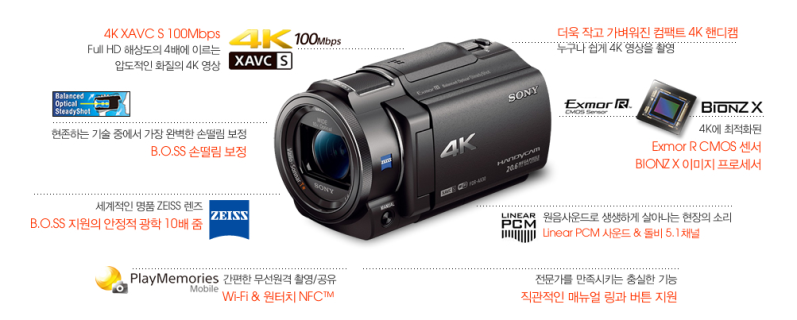 4K XAVC S 100Mbps
Full HD 해상도의 4배에 이르는
압도적인 화질의 4K 영상
4K 100Mbps
XAVC S
더욱 작고 가벼워진 컴팩트 4K 핸디캠
누구나 쉽게 4K 영상을 촬영
Balanced
Optical
SteadyShot
현존하는 기술 중에서 가장 완벽한 손떨림 보정
B.O.SS 손떨림 보정
Exmor R
CMOS Sensor
BIONZ X
4K에 최적화된
Exmor R CMOS 센서
BIONZ X 이미지 프로세서
SONY
4K
HANDYCAM
20.6
ZEISS
SONY
MANUAL
세계적인 명품 ZEISS 렌즈
B.O.SS 지원의 안정적 광학 10배 줌
ZEISS
LINEAR
PCM
원음사운드로 생생하게 살아나는 현장의 소리
Linear PCM 사운드 & 돌비 5.1채널
PlayMemories
Mobile
간편한 무선원격 촬영/공유
Wi-Fi & 원터치 NFC™
전문가를 만족시키는 충실한 기능
직관적인 매뉴얼 링과 버튼 지원